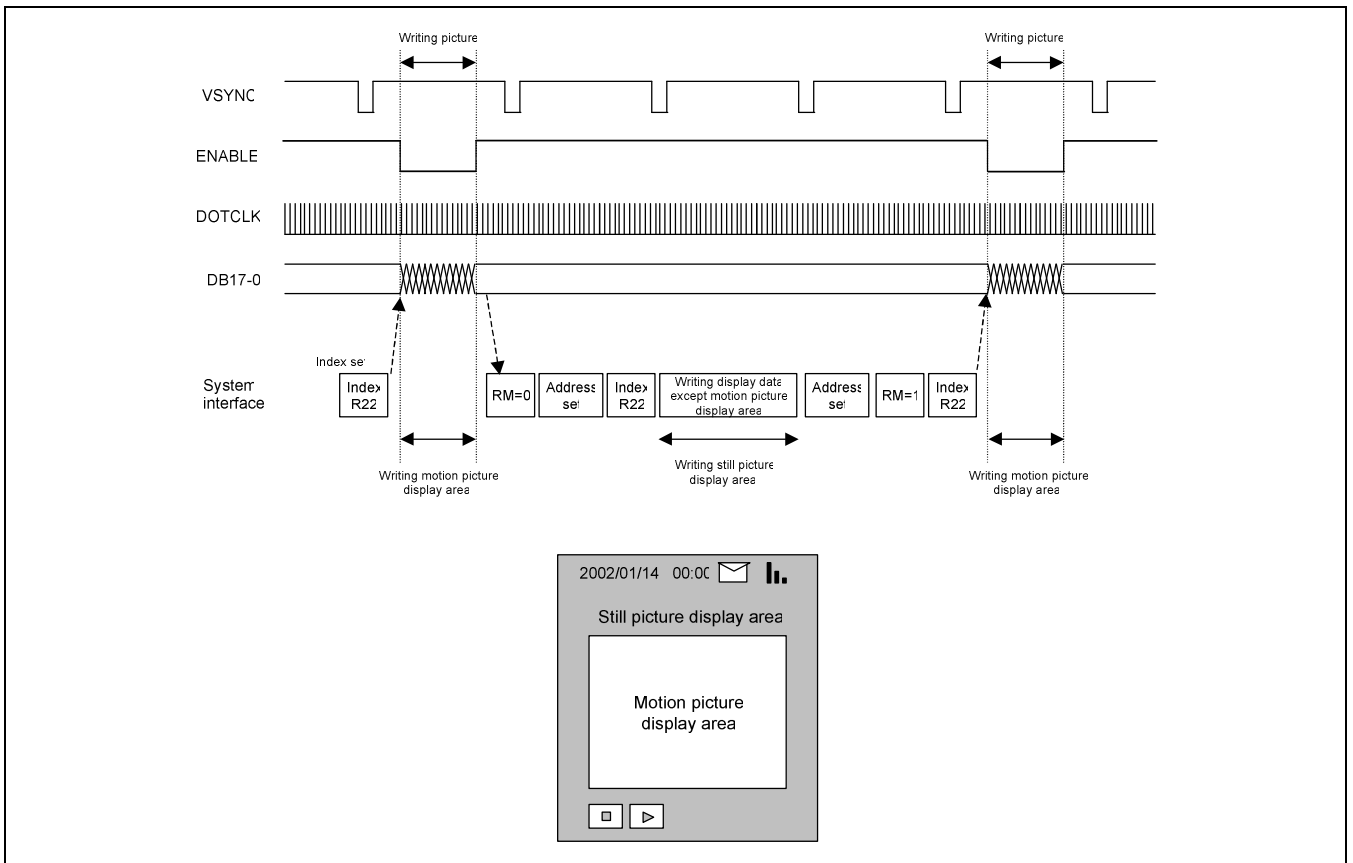 Writing picture
Writing picture
VSYNC
ENABLE
DOTCLK
DB17-0
Index set
System
interface
Index
R22
RM=0
Address
set
Index
R22
Writing display data
except motion picture
display area
Address
set
RM=1
Index
R22
Writing motion picture
display area
Writing still picture
display area
Writing motion picture
display area
2002/01/14 00:00
Still picture display area
Motion picture
display area